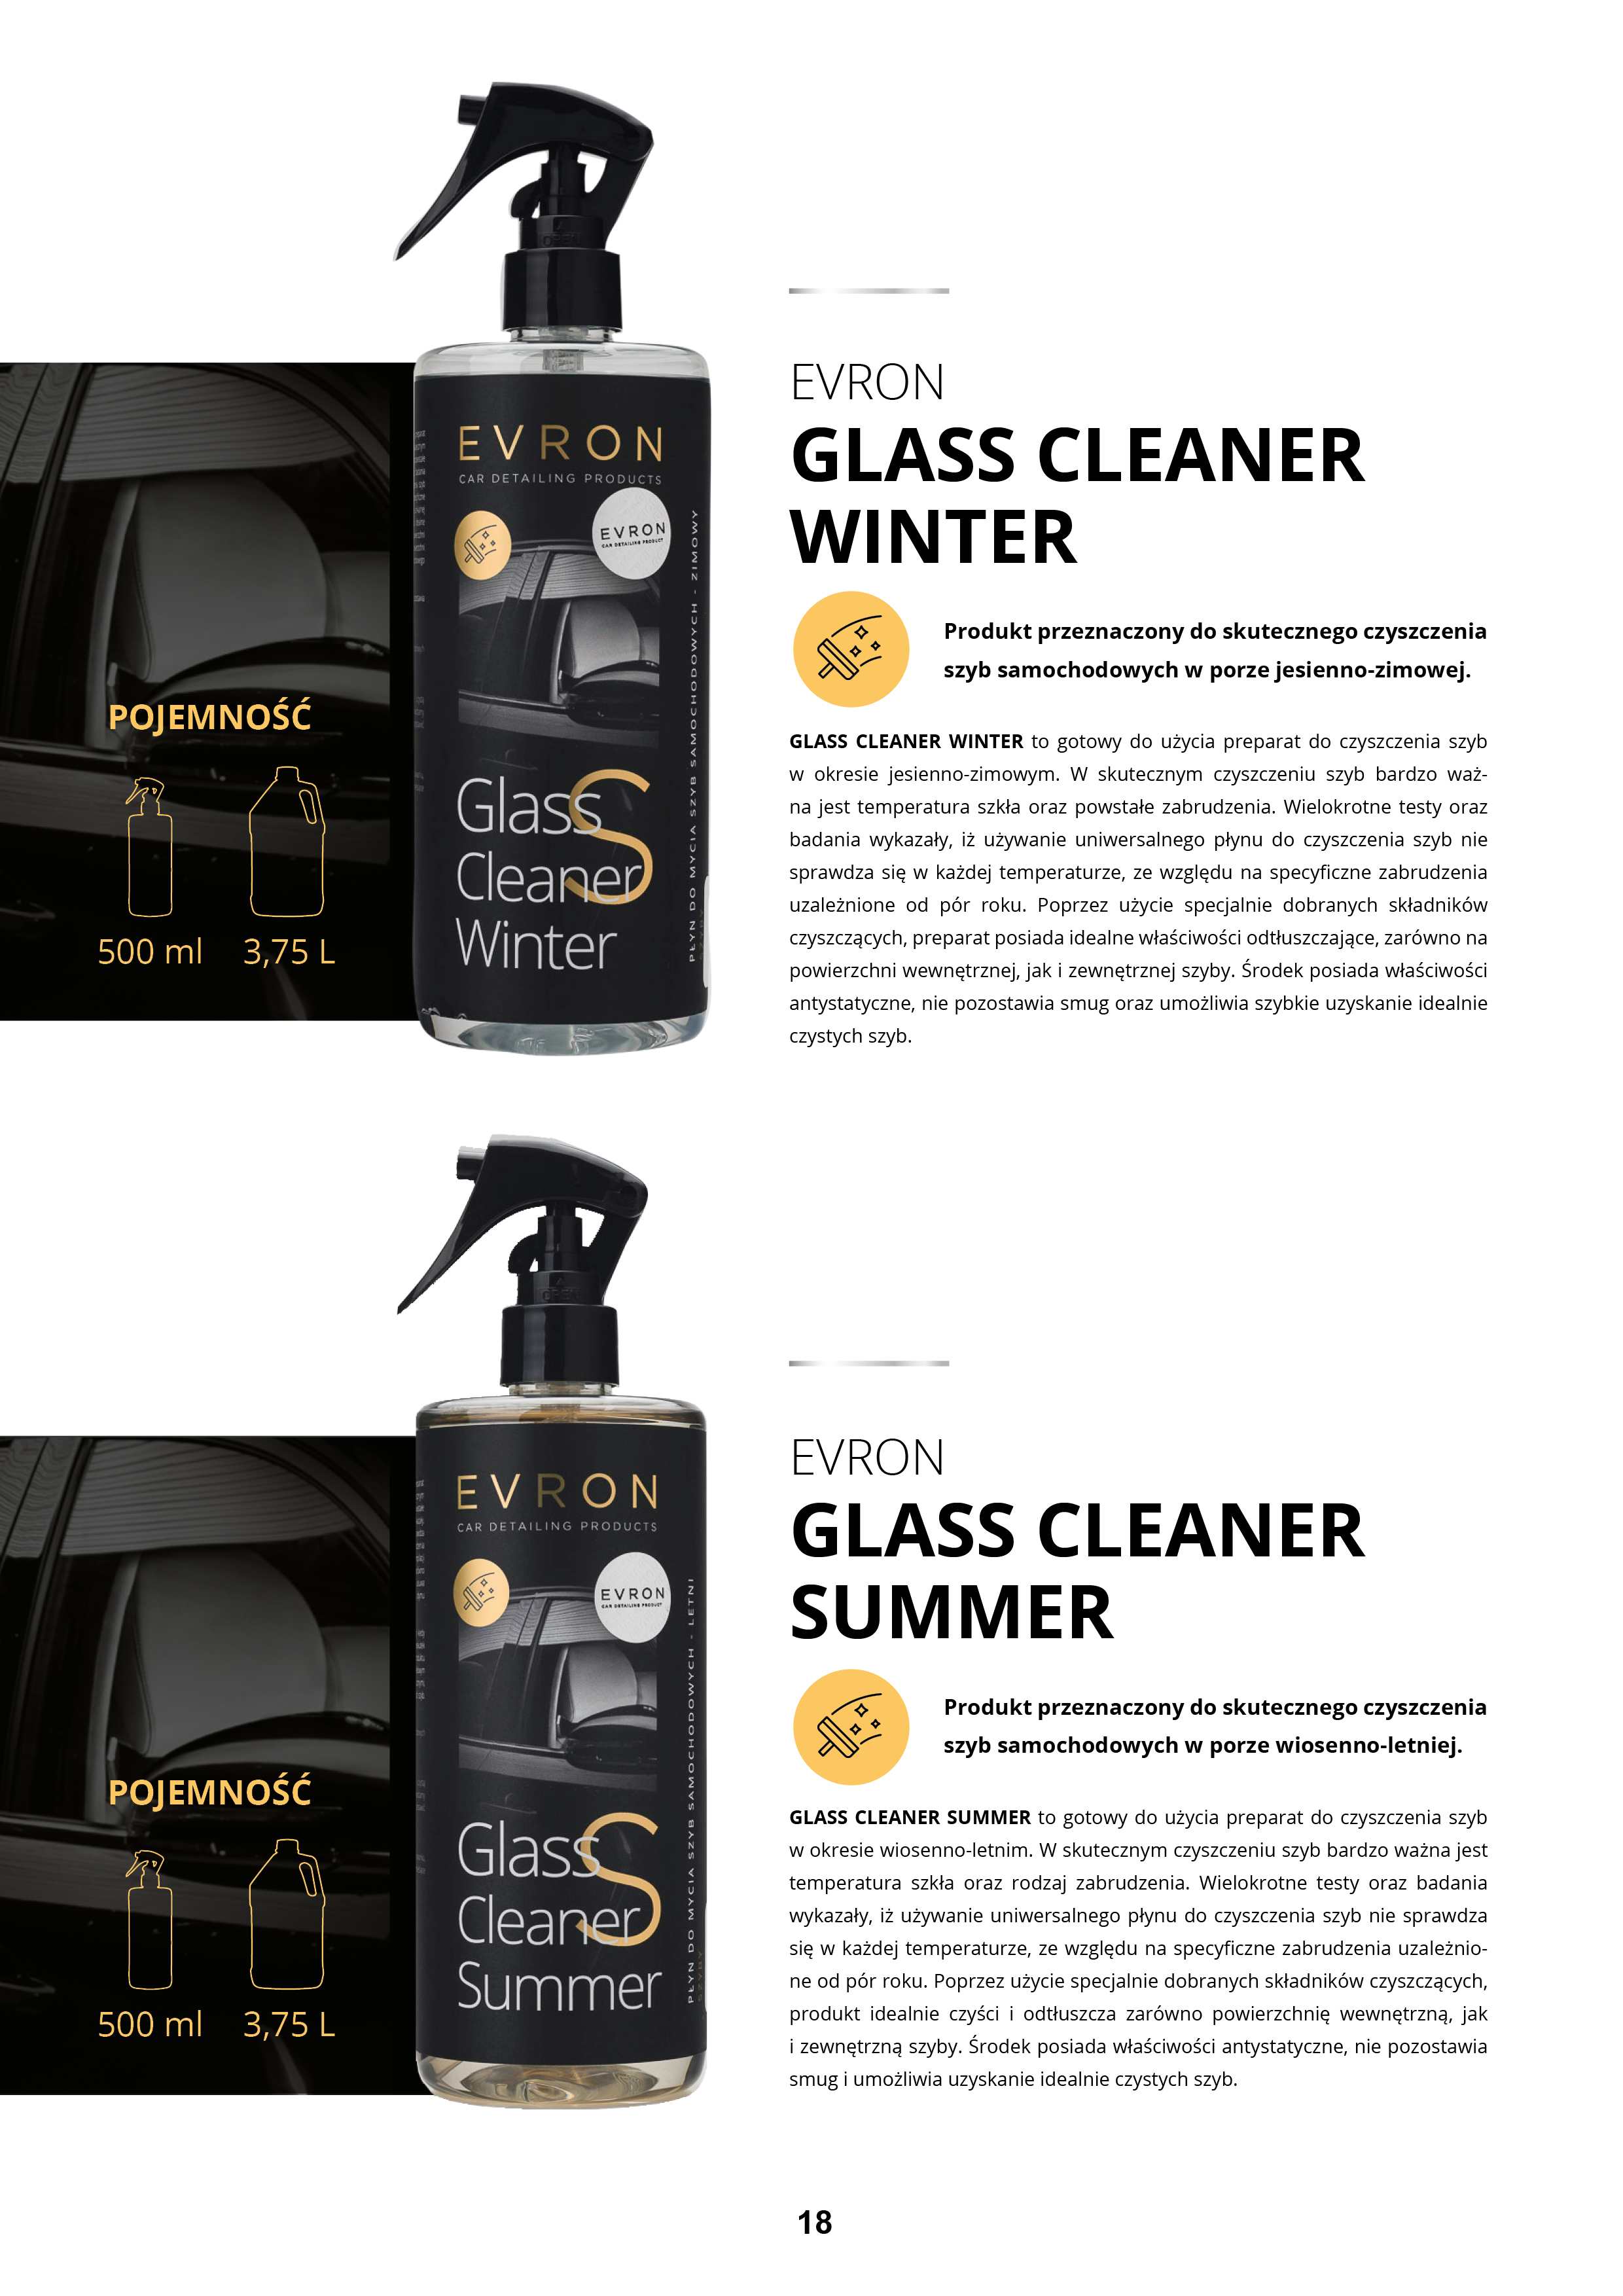 OPEN
EVRON
CAR DETAILING PRODUCTS
EVRON
CAR DETAILING PRODUCT
PŁYN DO MYCIA SZYB SAMOCHODOWYCH - ZIMOWY
Glass
S
Cleaner
Winter
POJEMNOŚĆ
500 ml 3,75 L
EVRON
GLASS CLEANER
WINTER
Produkt przeznaczony do skutecznego czyszczenia
szyb samochodowych w porze jesienno-zimowej.
GLASS CLEANER WINTER to gotowy do użycia preparat do czyszczenia szyb
w okresie jesienno-zimowym. W skutecznym czyszczeniu szyb bardzo waż-
na jest temperatura szkła oraz powstałe zabrudzenia. Wielokrotne testy oraz
badania wykazały, iż używanie uniwersalnego płynu do czyszczenia szyb nie
sprawdza się w każdej temperaturze, ze względu na specyficzne zabrudzenia
uzależnione od pór roku. Poprzez użycie specjalnie dobranych składników
czyszczących, preparat posiada idealne właściwości odtłuszczające, zarówno na
powierzchni wewnętrznej, jak i zewnętrznej szyby. Środek posiada właściwości
antystatyczne, nie pozostawia smug oraz umożliwia szybkie uzyskanie idealnie
czystych szyb.
OPEN
EVRON
CAR DETAILING PRODUCTS
EVRON
CAR DETAILING PRODUCT
PŁYN DO MYCIA SZYB SAMOCHODOWYCH - LETNI
Glass
S
Cleaner
Summer
POJEMNOŚĆ
500 ml 3,75 L
EVRON
GLASS CLEANER
SUMMER
Produkt przeznaczony do skutecznego czyszczenia
szyb samochodowych w porze wiosenno-letniej.
GLASS CLEANER SUMMER to gotowy do użycia preparat do czyszczenia szyb
w okresie wiosenno-letnim. W skutecznym czyszczeniu szyb bardzo ważna jest
temperatura szkła oraz rodzaj zabrudzenia. Wielokrotne testy oraz badania
wykazały, iż używanie uniwersalnego płynu do czyszczenia szyb nie sprawdza
się w każdej temperaturze, ze względu na specyficzne zabrudzenia uzależnio-
ne od pór roku. Poprzez użycie specjalnie dobranych składników czyszczących,
produkt idealnie czyści i odtłuszcza zarówno powierzchnię wewnętrzną, jak
i zewnętrzną szyby. Środek posiada właściwości antystatyczne, nie pozostawia
smug i umożliwia uzyskanie idealnie czystych szyb.
18